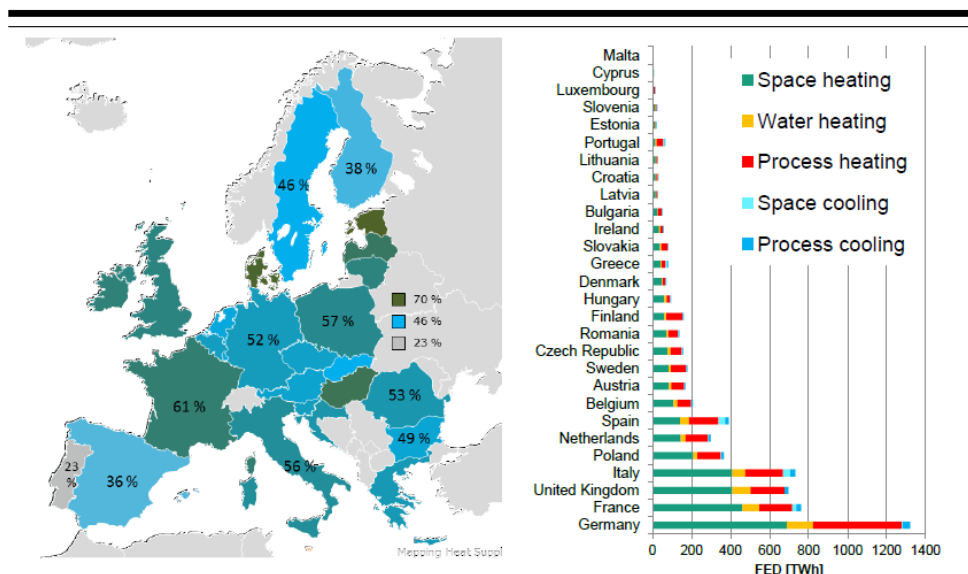 46 %
38 %
70 %
46 %
23 %
57 %
52 %
53 %
61 %
49 %
56 %
23
%
36 %
Mapping Heat Suppl
Malta
Cyprus
Luxembourg
Slovenia
Estonia
Portugal
Lithuania
Croatia
Latvia
Bulgaria
Ireland
Slovakia
Greece
Denmark
Hungary
Finland
Romania
Czech Republic
Sweden
Austria
Belgium
Spain
Netherlands
Poland
Italy
United Kingdom
France
Germany
Space heating
Water heating
Process heating
Space cooling
Process cooling
0 200 400 600 800 1000 1200 1400
FED [TWh]